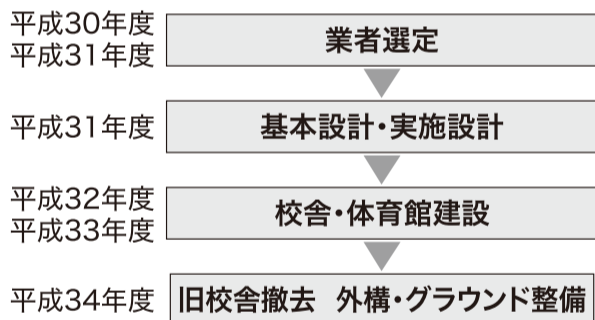 平成30年度
平成31年度
業者選定
平成31年度
基本設計・実施設計
平成32年度
平成33年度
校舎・体育館建設
平成34年度
旧校舎撤去 外構・グラウンド整備